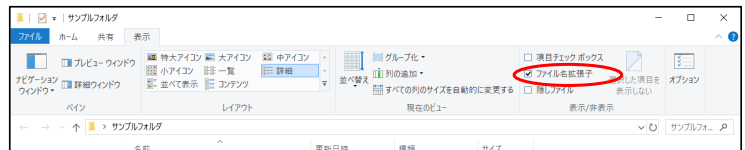 サンプルフォルダ
ファイル ホーム 共有 表示
ナビゲーション ウィンドウ
プレビュー ウィンドウ
詳細ウィンドウ
ペイン
特大アイコン 大アイコン 中アイコン
小アイコン 一覧 詳細
並べて表示 コンテンツ
レイアウト
並べ替え
グループ化
列の追加
すべての列のサイズを自動的に変更する
現在のビュー
項目チェック ボックス
ファイル名拡張子
隠しファイル
した項目を
表示しない
表示/非表示
オプション
サンプルフォルダ
サンプルフォ...
名前 更新日時 種類 サイズ